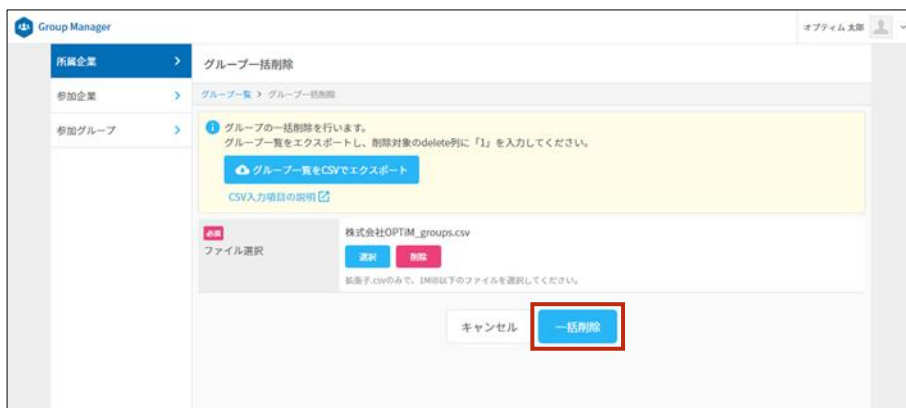 Group Manager
オプティム 太郎
所属企業
参加企業
参加グループ
グループ一括削除
グループ一覧 > グループ一括削除
グループの一括削除を行います。
グループ一覧をエクスポートし、削除対象のdelete列に「1」を入力してください。
グループ一覧をCSVでエクスポート
CSV入力項目の説明
必須
ファイル選択
株式会社OPTiM_groups.csv
選択 削除
拡張子.csvのみで、1MiB以下のファイルを選択してください。
キャンセル 一括削除